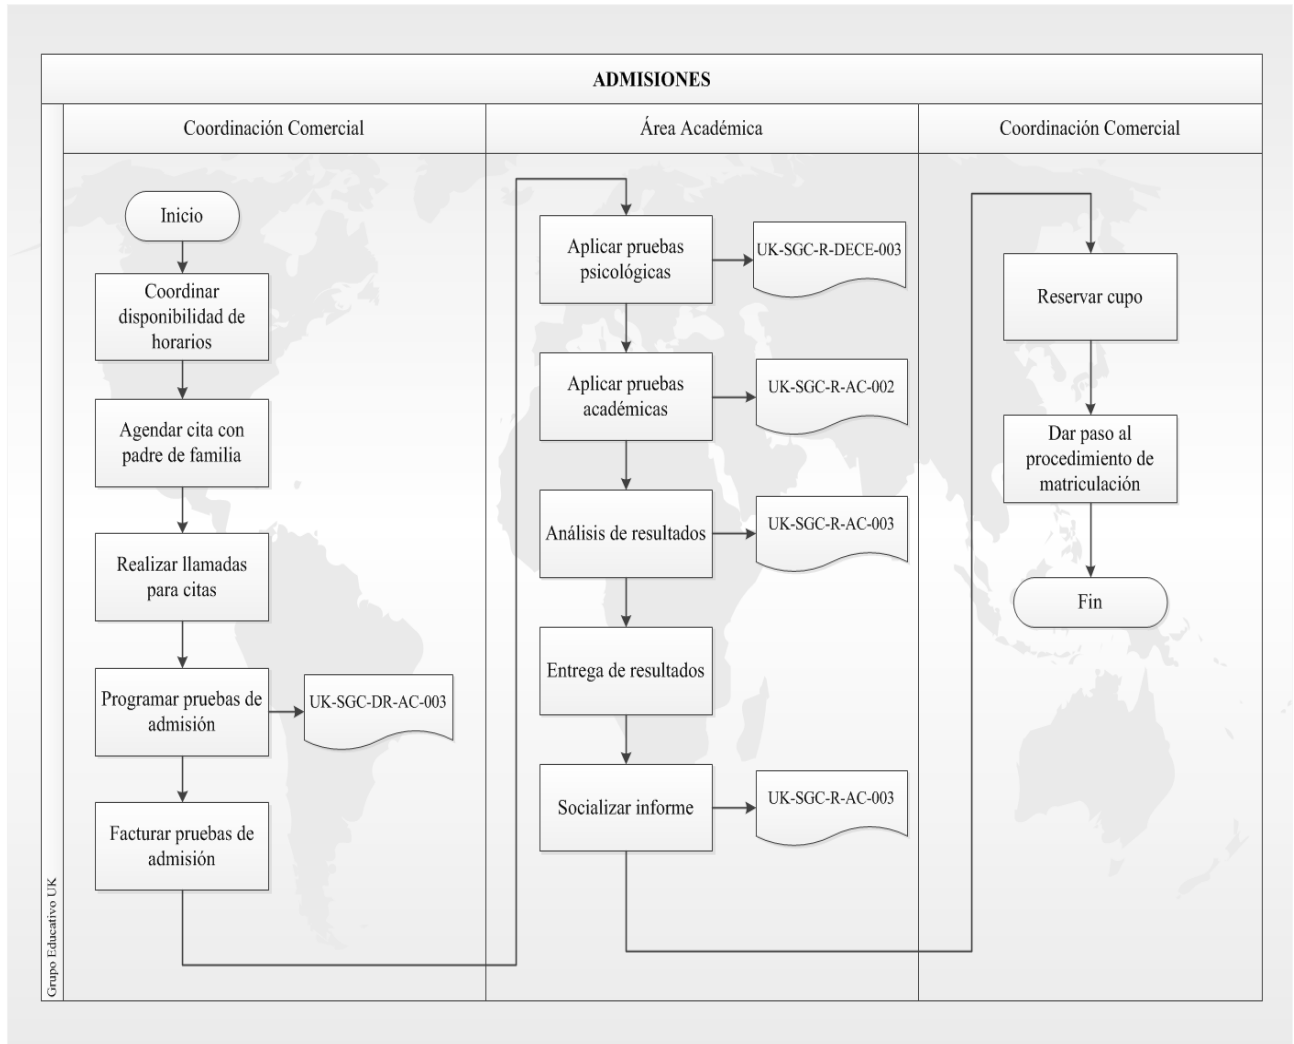 ADMISIONES
Coordinación Comercial
Área Académica
Coordinación Comercial
Inicio
Coordinar
disponibilidad de
horarios
Agendar cita con
padre de familia
Realizar llamadas
para citas
Programar pruebas de
admisión
UK-SGC-DR-AC-003
Facturar pruebas de
admisión
Aplicar pruebas
psicológicas
UK-SGC-R-DECE-003
Aplicar pruebas
académicas
UK-SGC-R-AC-002
Análisis de resultados
UK-SGC-R-AC-003
Entrega de resultados
Socializar informe
UK-SGC-R-AC-003
Reservar cupo
Dar paso al
procedimiento de
matriculación
Fin
Grupo Educativo UK